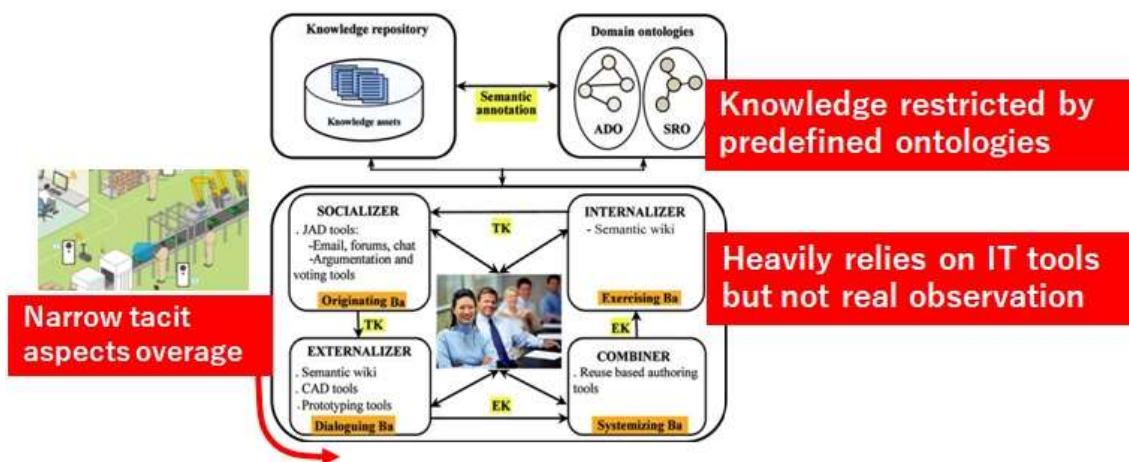 Knowledge repository
Knowledge assets
Semantic
annotation
Domain ontologies
ADO
SRO
Knowledge restricted by
predefined ontologies
SOCIALIZER
. JAD tools:
-Email, forums, chat
-Argumentation and
voting tools
Originating Ba
TK
INTERNALIZER
- Semantic wiki
Exercising Ba
Heavily relies on IT tools
but not real observation
Narrow tacit
aspects overage
TK
EK
EXTERNALIZER
. Semantic wiki
. CAD tools
. Prototyping tools
Dialoguing Ba
EK
COMBINER
. Reuse based authoring
tools
Systemizing Ba